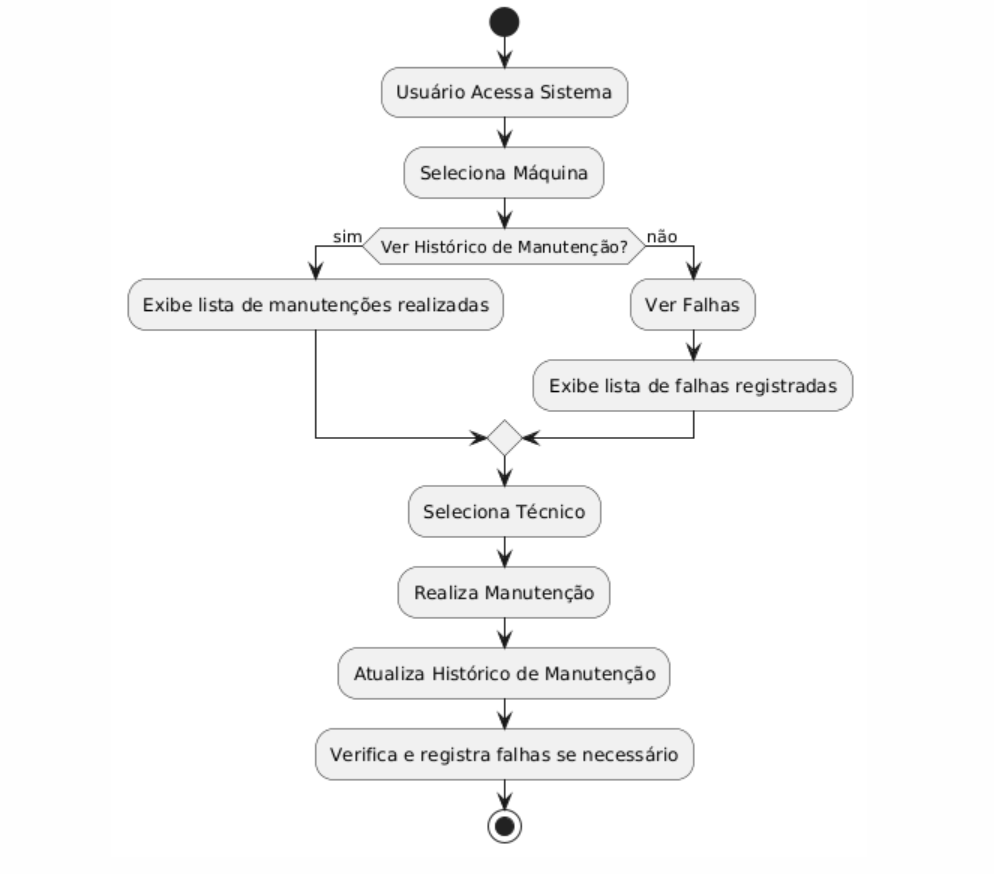 Usuário Acessa Sistema
Seleciona Máquina
sim
Ver Histórico de Manutenção?
não
Exibe lista de manutenções realizadas
Ver Falhas
Exibe lista de falhas registradas
Seleciona Técnico
Realiza Manutenção
Atualiza Histórico de Manutenção
Verifica e registra falhas se necessário